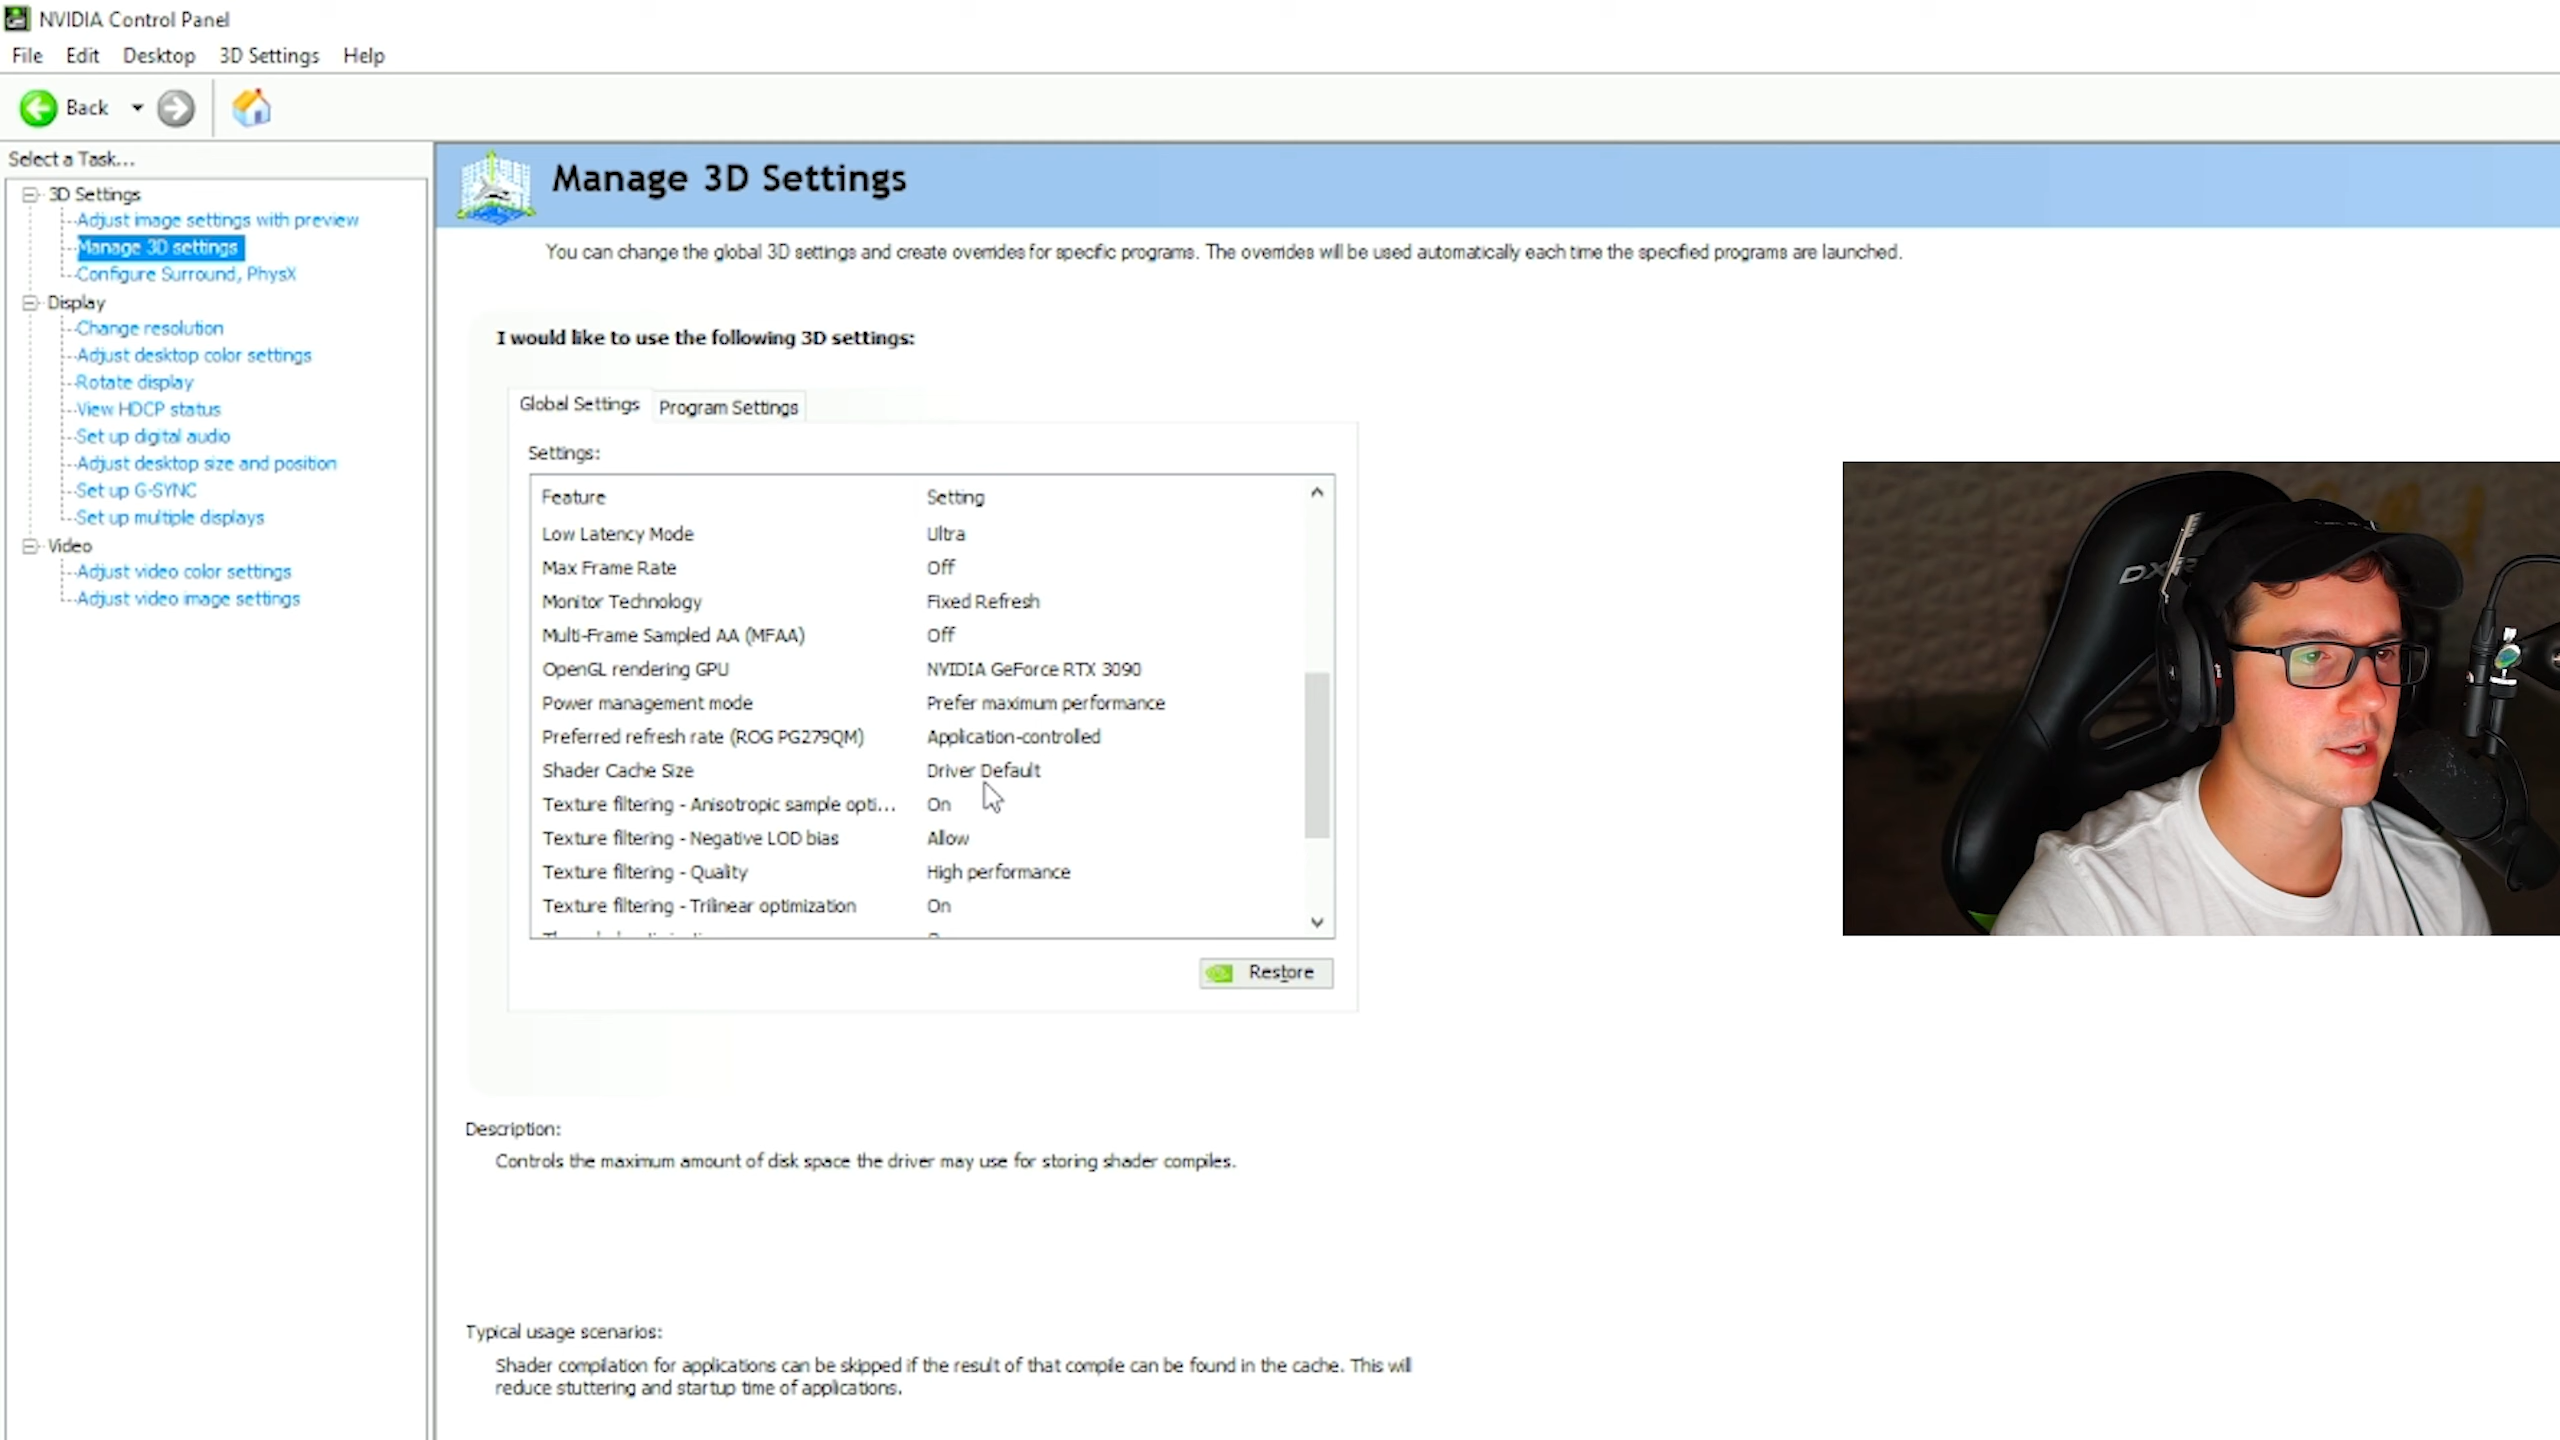 NVIDIA Control Panel
File Edit Desktop 3D Settings Help
Back
Select a Task...
3D Settings
Adjust image settings with preview
Manage 3D settings
Configure Surround, PhysX
Display
Change resolution
Adjust desktop color settings
Rotate display
View HDCP status
Set up digital audio
Adjust desktop size and position
Set up G-SYNC
Set up multiple displays
Video
Adjust video color settings
Adjust video image settings
Manage 3D Settings
You can change the global 3D settings and create overrides for specific programs. The overrides will be used automatically each time the specified programs are launched.
I would like to use the following 3D settings:
Global Settings Program Settings
Settings:
Feature Setting
Low Latency Mode Ultra
Max Frame Rate Off
Monitor Technology Fixed Refresh
Multi-Frame Sampled AA (MFAA) Off
OpenGL rendering GPU NVIDIA GeForce RTX 3090
Power management mode Prefer maximum performance
Preferred refresh rate (ROG PG279QM) Application-controlled
Shader Cache Size Driver Default
Texture filtering - Anisotropic sample opti... On
Texture filtering - Negative LOD bias Allow
Texture filtering - Quality High performance
Texture filtering - Trilinear optimization On
Restore
Description:
Controls the maximum amount of disk space the driver may use for storing shader compiles.
Typical usage scenarios:
Shader compilation for applications can be skipped if the result of that compile can be found in the cache. This will
reduce stuttering and startup time of applications.